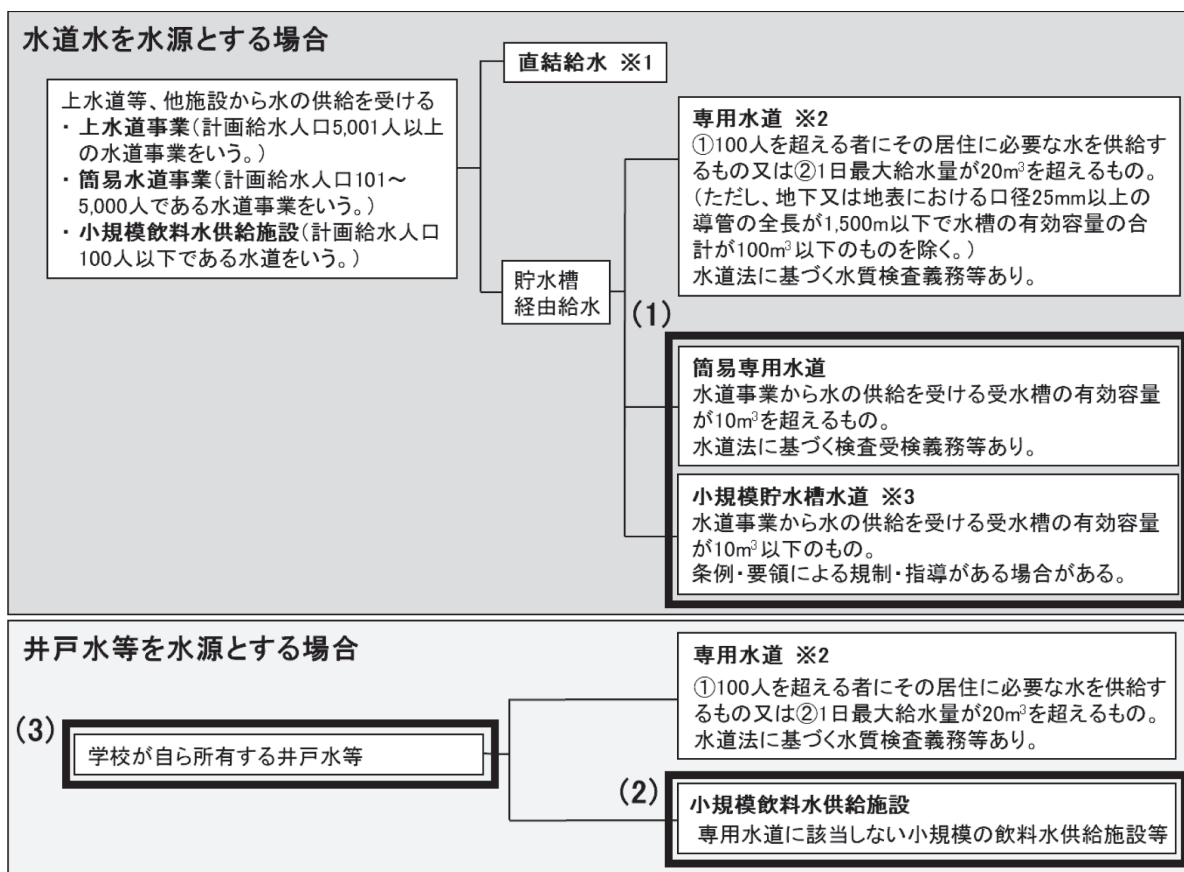 水道水を水源とする場合
直結給水 ※1
上水道等、他施設から水の供給を受ける
・上水道事業(計画給水人口5,001人以上
の水道事業をいう。)
・簡易水道事業(計画給水人口101～
5,000人である水道事業をいう。)
・小規模飲料水供給施設(計画給水人口
100人以下である水道をいう。)
貯水槽
経由給水
専用水道 ※2
①100人を超える者にその居住に必要な水を供給す
るもの又は②1日最大給水量が20m³を超えるもの。
(ただし、地下又は地表における口径25mm以上の
導管の全長が1,500m以下で水槽の有効容量の合
計が100m³以下のものを除く。)
水道法に基づく水質検査義務等あり。
(1)
簡易専用水道
水道事業から水の供給を受ける受水槽の有効容量
が10m³を超えるもの。
水道法に基づく検査受検義務等あり。
小規模貯水槽水道 ※3
水道事業から水の供給を受ける受水槽の有効容量
が10m³以下のもの。
条例・要領による規制・指導がある場合がある。
井戸水等を水源とする場合
(3)
学校が自ら所有する井戸水等
専用水道 ※2
①100人を超える者にその居住に必要な水を供給す
るもの又は②1日最大給水量が20m³を超えるもの。
水道法に基づく水質検査義務等あり。
(2)
小規模飲料水供給施設
専用水道に該当しない小規模の飲料水供給施設等